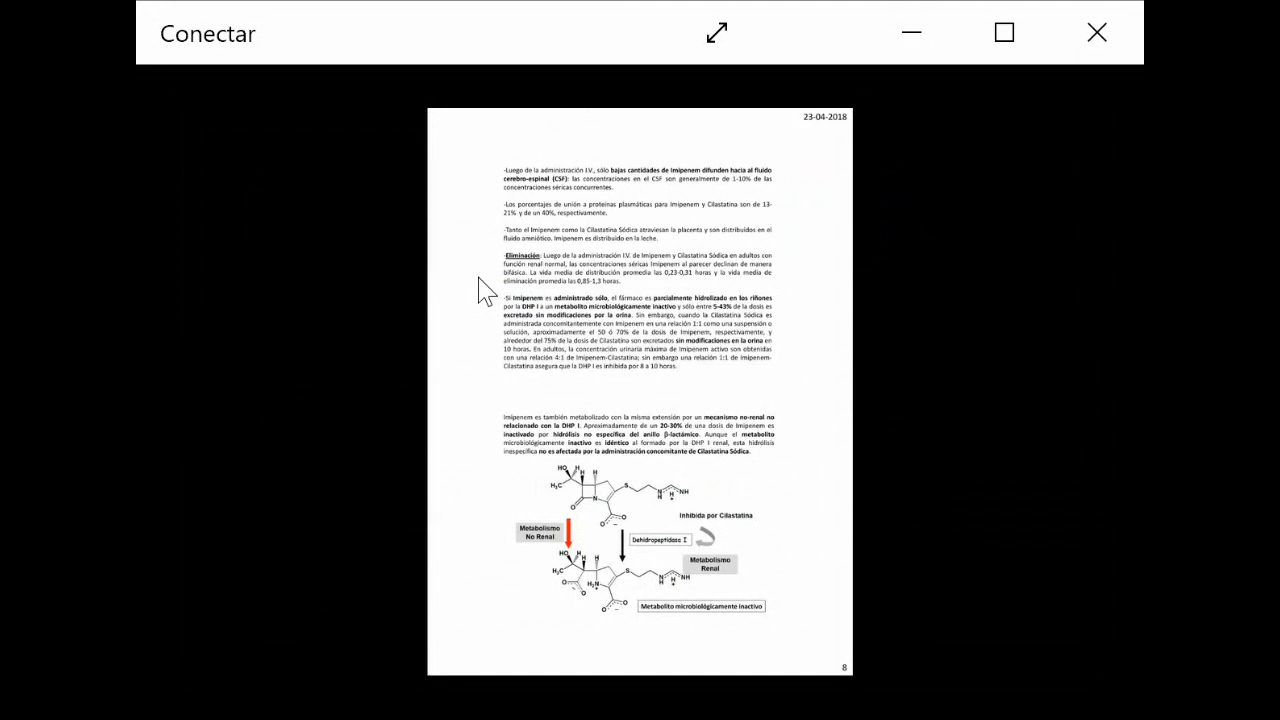 Conectar
23-04-2018
-Luego de la administración I.V., sólo bajas cantidades de Imipenem difunden hacia al fluido
cerebro-espinal (CSF): las concentraciones en el CSF son generalmente de 1-10% de las
concentraciones séricas concurrentes.
-Los porcentajes de unión a proteínas plasmáticas para Imipenem y Cilastatina son de 13-
21% y de un 40%, respectivamente.
-Tanto el Imipenem como la Cilastatina Sódica atraviesan la placenta y son distribuidos en el
fluido amniótico. Imipenem es distribuido en la leche.
-Eliminación: Luego de la administración I.V. de Imipenem y Cilastatina Sódica en adultos con
función renal normal, las concentraciones séricas Imipenem al parecer declinan de manera
bifásica. La vida media de distribución promedia las 0,23-0,31 horas y la vida media de
eliminación promedia las 0,85-1,3 horas.
-Si Imipenem es administrado sólo, el fármaco es parcialmente hidrolizado en los riñones
por la DHP I a un metabolito microbiológicamente inactivo y sólo entre 5-43% de la dosis es
excretado sin modificaciones por la orina. Sin embargo, cuando la Cilastatina Sódica es
administrada concomitantemente con Imipenem en una relación 1:1 como una suspensión o
solución, aproximadamente el 50 ó 70% de la dosis de Imipenem, respectivamente, y
alrededor del 75% de la dosis de Cilastatina son excretados sin modificaciones en la orina en
10 horas. En adultos, la concentración urinaria máxima de Imipenem activo son obtenidas
con una relación 4:1 de Imipenem-Cilastatina; sin embargo una relación 1:1 de Imipenem-
Cilastatina asegura que la DHP I es inhibida por 8 a 10 horas.
Imipenem es también metabolizado con la misma extensión por un mecanismo no-renal no
relacionado con la DHP I. Aproximadamente de un 20-30% de una dosis de Imipenem es
inactivado por hidrólisis no específica del anillo β-lactámico. Aunque el metabolito
microbiológicamente inactivo es idéntico al formado por la DHP I renal, esta hidrólisis
inespecífica no es afectada por la administración concomitante de Cilastatina Sódica.
HO H H H
H₃C S N NH
N H H
O O O
Inhibida por Cilastatina
Metabolismo
No Renal
Dehidropeptidasa I
Metabolismo
Renal
HO H H H
H₃C S N NH
O H₂N H H
O O O
Metabolito microbiológicamente inactivo
8